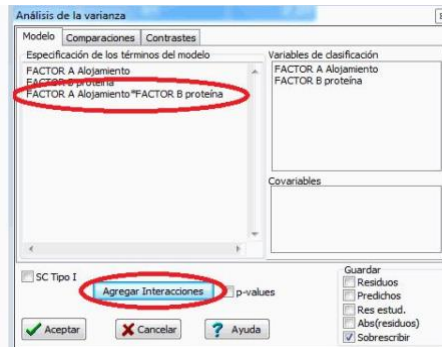 Análisis de la varianza
Modelo Comparaciones Contrastes
Especificación de los términos del modelo
FACTOR A Alojamiento
FACTOR B proteína
FACTOR A Alojamiento*FACTOR B proteína
Variables de clasificación
FACTOR A Alojamiento
FACTOR B proteína
Covariables
SC Tipo I
Agregar Interacciones
p-values
Guardar
Residuos
Predichos
Res estud.
Abs(residuos)
Sobrescribir
Aceptar
Cancelar
? Ayuda